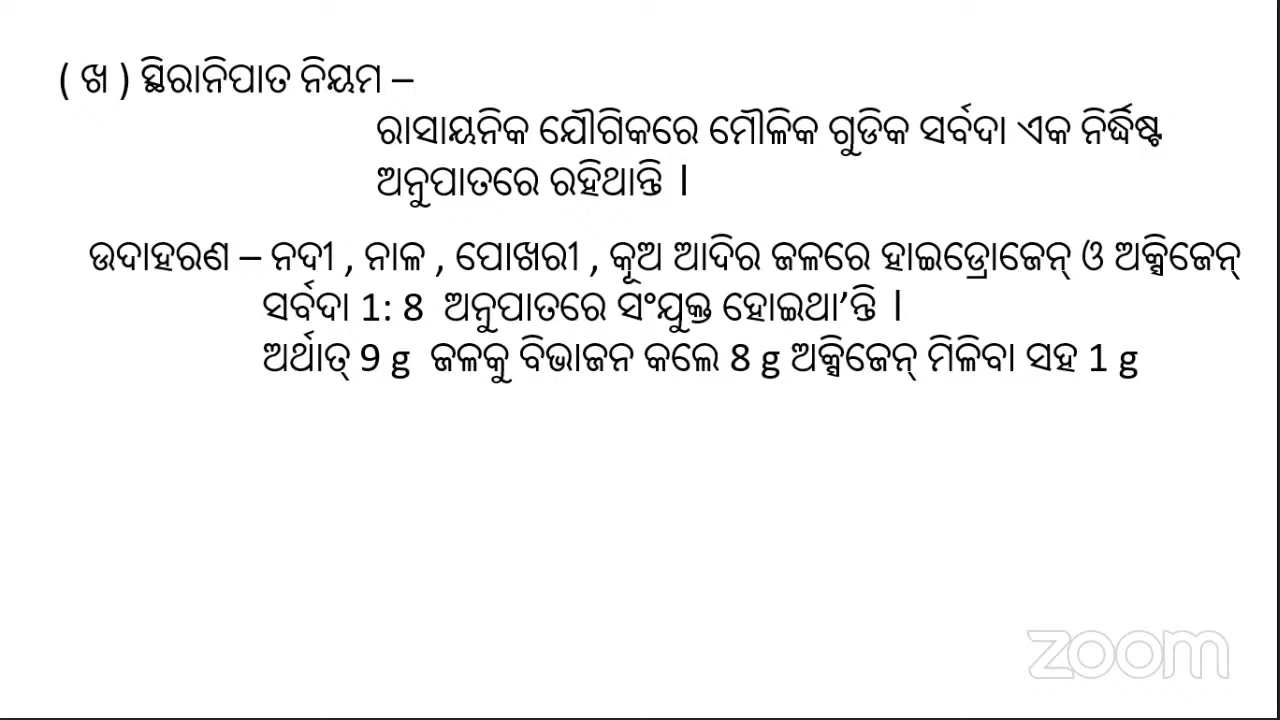 ( ଖ ) ସ୍ଥିରାନିପାତ ନିୟମ –
ରାସାୟନିକ ଯୌଗିକରେ ମୌଳିକ ଗୁଡିକ ସର୍ବଦା ଏକ ନିର୍ଦ୍ଧିଷ୍ଟ
ଅନୁପାତରେ ରହିଥାନ୍ତି ।
ଉଦାହରଣ – ନଦୀ , ନାଳ , ପୋଖରୀ , କୂଅ ଆଦିର ଜଳରେ ହାଇଡ୍ରୋଜେନ୍ ଓ ଅକ୍ସିଜେନ୍
ସର୍ବଦା 1: 8 ଅନୁପାତରେ ସଂଯୁକ୍ତ ହୋଇଥା’ନ୍ତି ।
ଅର୍ଥାତ୍ 9 g ଜଳକୁ ବିଭାଜନ କଲେ 8 g ଅକ୍ସିଜେନ୍ ମିଳିବା ସହ 1 g
zoom